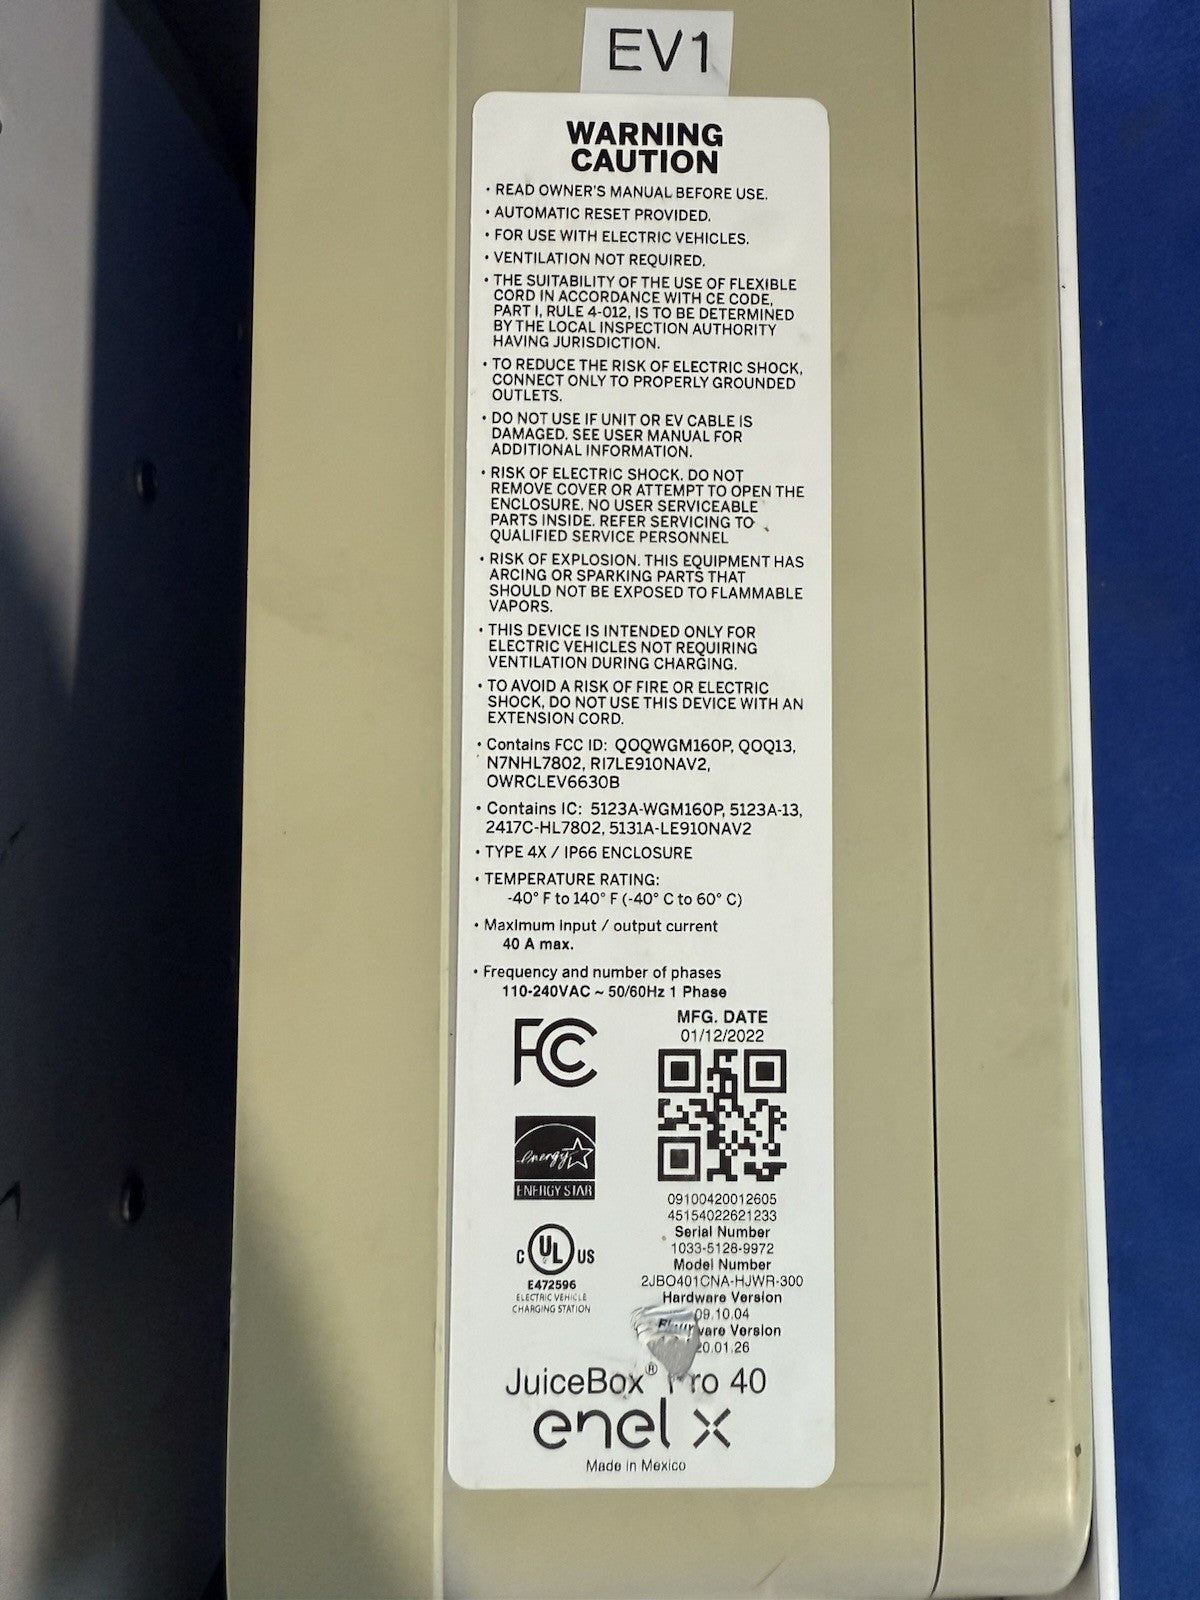 EV1
WARNING
CAUTION
• READ OWNER'S MANUAL BEFORE USE.
• AUTOMATIC RESET PROVIDED.
• FOR USE WITH ELECTRIC VEHICLES.
• VENTILATION NOT REQUIRED.
• THE SUITABILITY OF THE USE OF FLEXIBLE
CORD IN ACCORDANCE WITH CE CODE,
PART I, RULE 4-012, IS TO BE DETERMINED
BY THE LOCAL INSPECTION AUTHORITY
HAVING JURISDICTION.
• TO REDUCE THE RISK OF ELECTRIC SHOCK,
CONNECT ONLY TO PROPERLY GROUNDED
OUTLETS.
• DO NOT USE IF UNIT OR EV CABLE IS
DAMAGED. SEE USER MANUAL FOR
ADDITIONAL INFORMATION.
• RISK OF ELECTRIC SHOCK. DO NOT
REMOVE COVER OR ATTEMPT TO OPEN THE
ENCLOSURE. NO USER SERVICEABLE
PARTS INSIDE. REFER SERVICING TO
QUALIFIED SERVICE PERSONNEL
• RISK OF EXPLOSION. THIS EQUIPMENT HAS
ARCING OR SPARKING PARTS THAT
SHOULD NOT BE EXPOSED TO FLAMMABLE
VAPORS.
• THIS DEVICE IS INTENDED ONLY FOR
ELECTRIC VEHICLES NOT REQUIRING
VENTILATION DURING CHARGING.
• TO AVOID A RISK OF FIRE OR ELECTRIC
SHOCK, DO NOT USE THIS DEVICE WITH AN
EXTENSION CORD.
• Contains FCC ID: QOQWGM160P, QOQ13,
N7NHL7802, RI7LE910NAV2,
OWRCLEV6630B
• Contains IC: 5123A-WGM160P, 5123A-13,
2417C-HL7802, 5131A-LE910NAV2
• TYPE 4X / IP66 ENCLOSURE
• TEMPERATURE RATING:
-40° F to 140° F (-40° C to 60° C)
• Maximum input / output current
40 A max.
• Frequency and number of phases
110-240VAC ~ 50/60Hz 1 Phase
FC
MFG. DATE
01/12/2022
energy
ENERGY STAR
09100420012605
45154022621233
Serial Number
1033-5128-9972
Model Number
2JBO401CNA-HJWR-300
Hardware Version
09.10.04
Firmware Version
20.01.26
C UL US
E472596
ELECTRIC VEHICLE
CHARGING STATION
JuiceBox® Pro 40
enel x
Made in Mexico